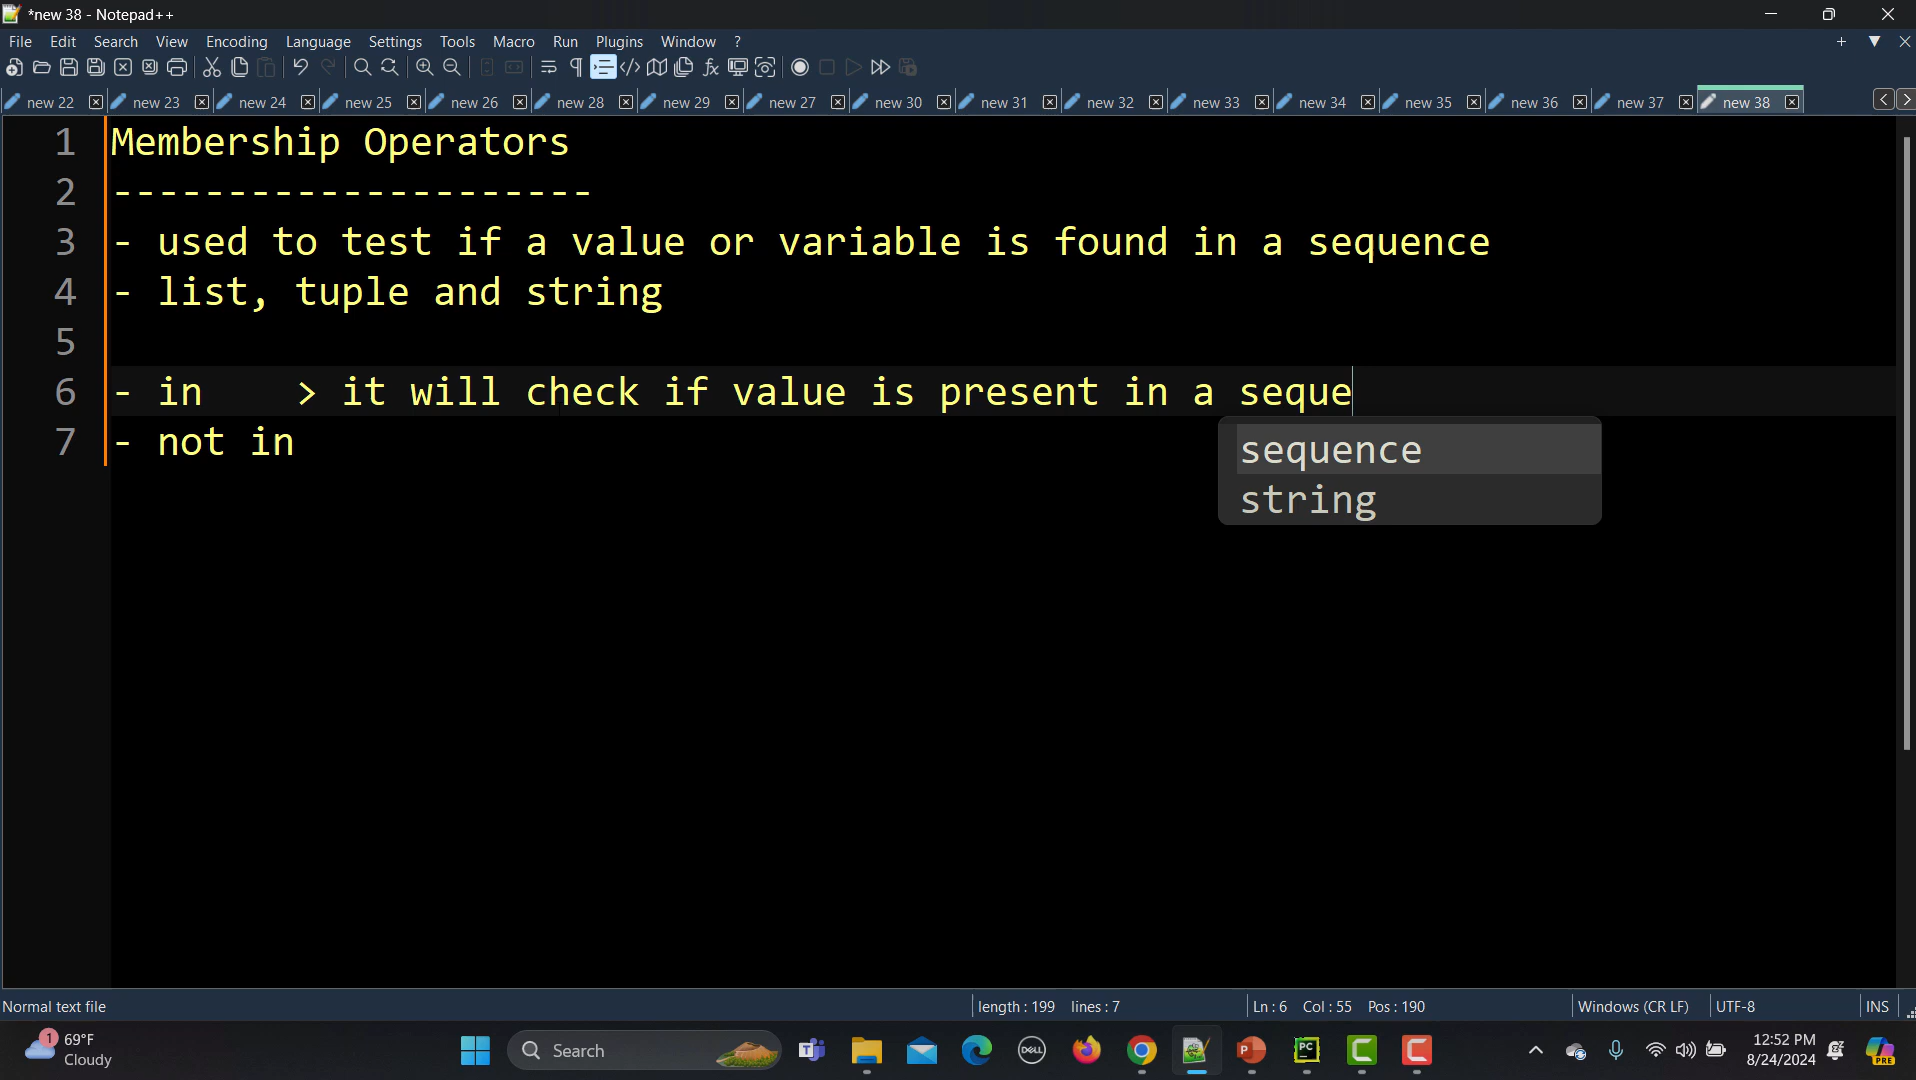 *new 38 - Notepad++
File Edit Search View Encoding Language Settings Tools Macro Run Plugins Window ?
new 22 new 23 new 24 new 25 new 26 new 28 new 29 new 27 new 30 new 31 new 32 new 33 new 34 new 35 new 36 new 37 new 38
1 Membership Operators
2 ---------------------
3 - used to test if a value or variable is found in a sequence
4 - list, tuple and string
5
6 - in    > it will check if value is present in a seque
7 - not in
sequence
string
Normal text file length : 199 lines : 7 Ln : 6 Col : 55 Pos : 190 Windows (CR LF) UTF-8 INS
1 69°F
Cloudy
Search
DELL
PC
12:52 PM
8/24/2024
PRE